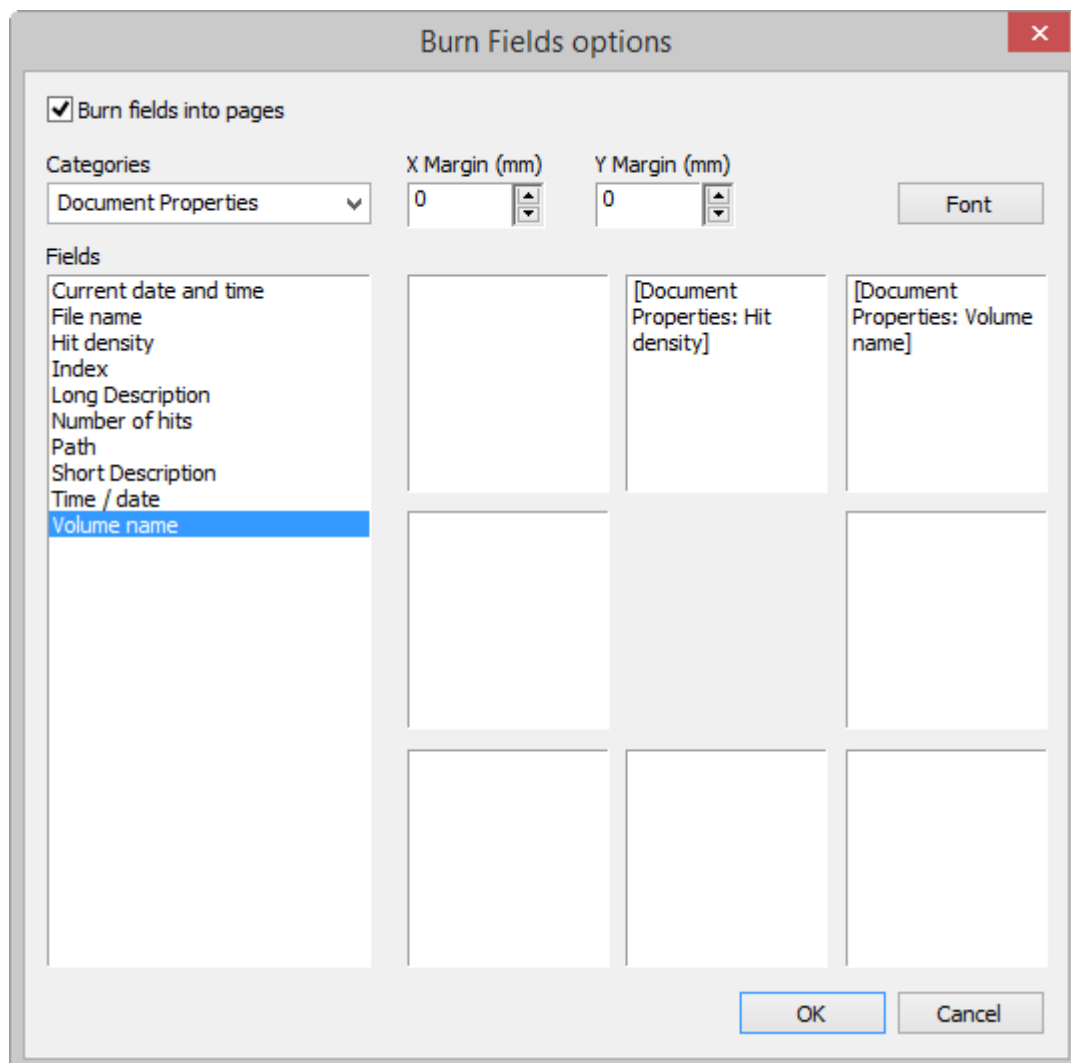 Burn Fields options
Burn fields into pages
Categories
X Margin (mm)
Y Margin (mm)
Document Properties
0
0
Font
Fields
Current date and time
File name
Hit density
Index
Long Description
Number of hits
Path
Short Description
Time / date
Volume name
[Document
Properties: Hit
density]
[Document
Properties: Volume
name]
OK
Cancel